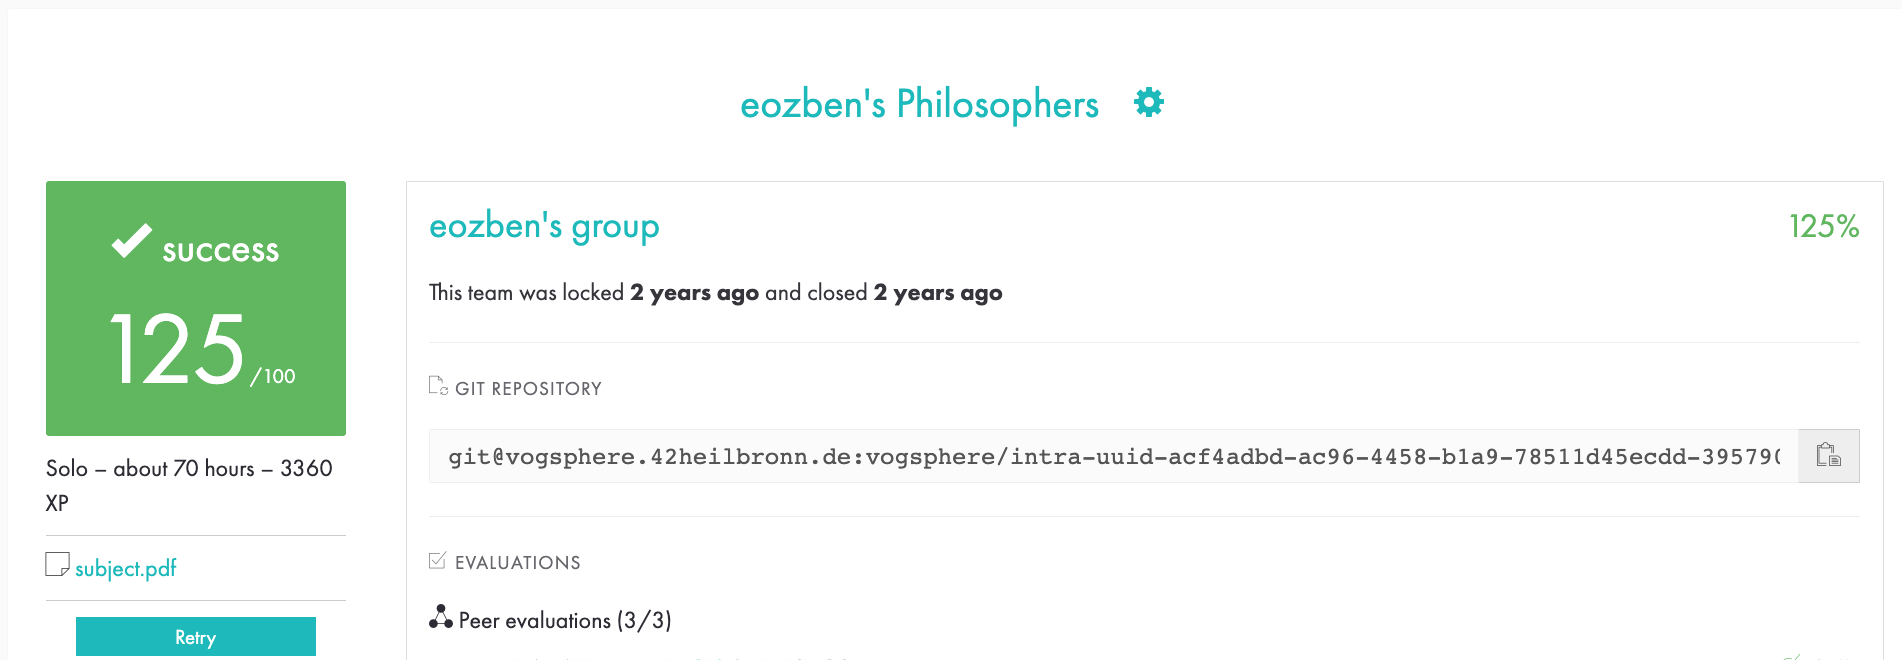 eozben's Philosophers
success
125/100
Solo – about 70 hours – 3360
XP
subject.pdf
Retry
eozben's group
125%
This team was locked 2 years ago and closed 2 years ago
GIT REPOSITORY
git@vogsphere.42heilbronn.de:vogsphere/intra-uuid-acf4adbd-ac96-4458-b1a9-78511d45ecdd-395790
EVALUATIONS
Peer evaluations (3/3)